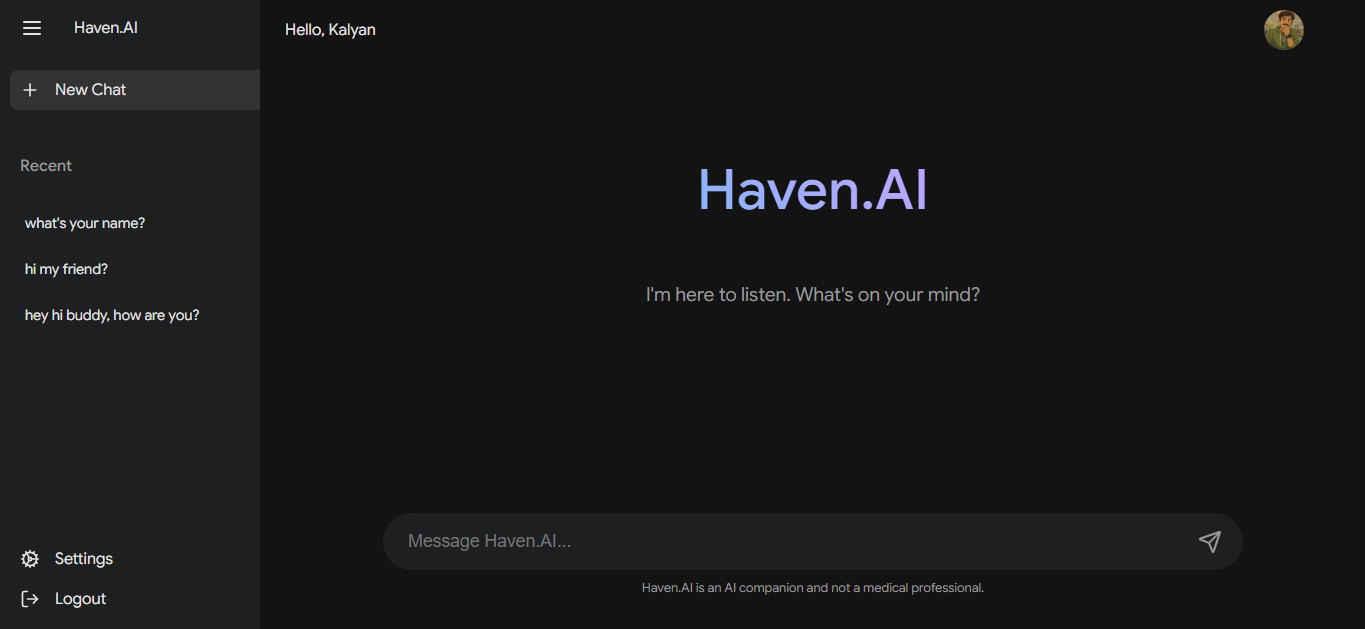 Haven.AI
New Chat
Recent
what's your name?
hi my friend?
hey hi buddy, how are you?
Settings
Logout
Hello, Kalyan
Haven.AI
I'm here to listen. What's on your mind?
Message Haven.AI...
Haven.AI is an AI companion and not a medical professional.